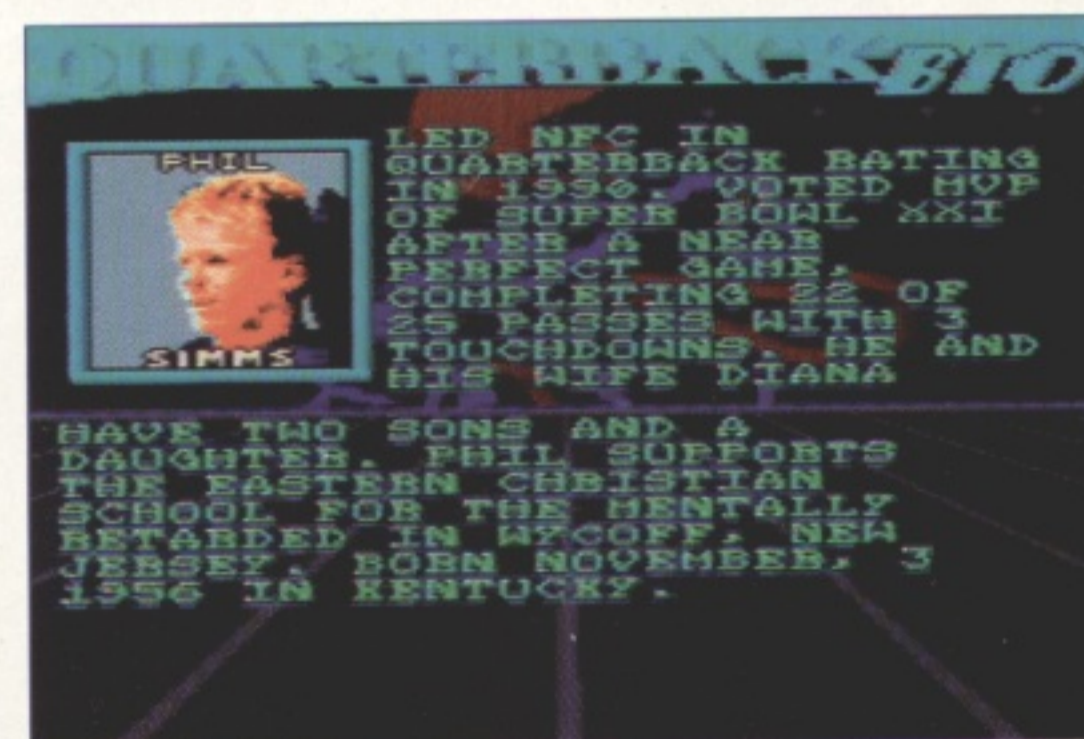 QUARTERBACK BIO
PHIL
SIMMS
LED NFC IN
QUARTERBACK RATING
IN 1990. VOTED MVP
OF SUPER BOWL XXI
AFTER A NEAR
PERFECT GAME,
COMPLETING 22 OF
25 PASSES WITH 3
TOUCHDOWNS. HE AND
HIS WIFE DIANA
HAVE TWO SONS AND A
DAUGHTER. PHIL SUPPORTS
THE EASTERN CHRISTIAN
SCHOOL FOR THE MENTALLY
RETARDED IN WYCOFF, NEW
JERSEY. BORN NOVEMBER, 3
1956 IN KENTUCKY.